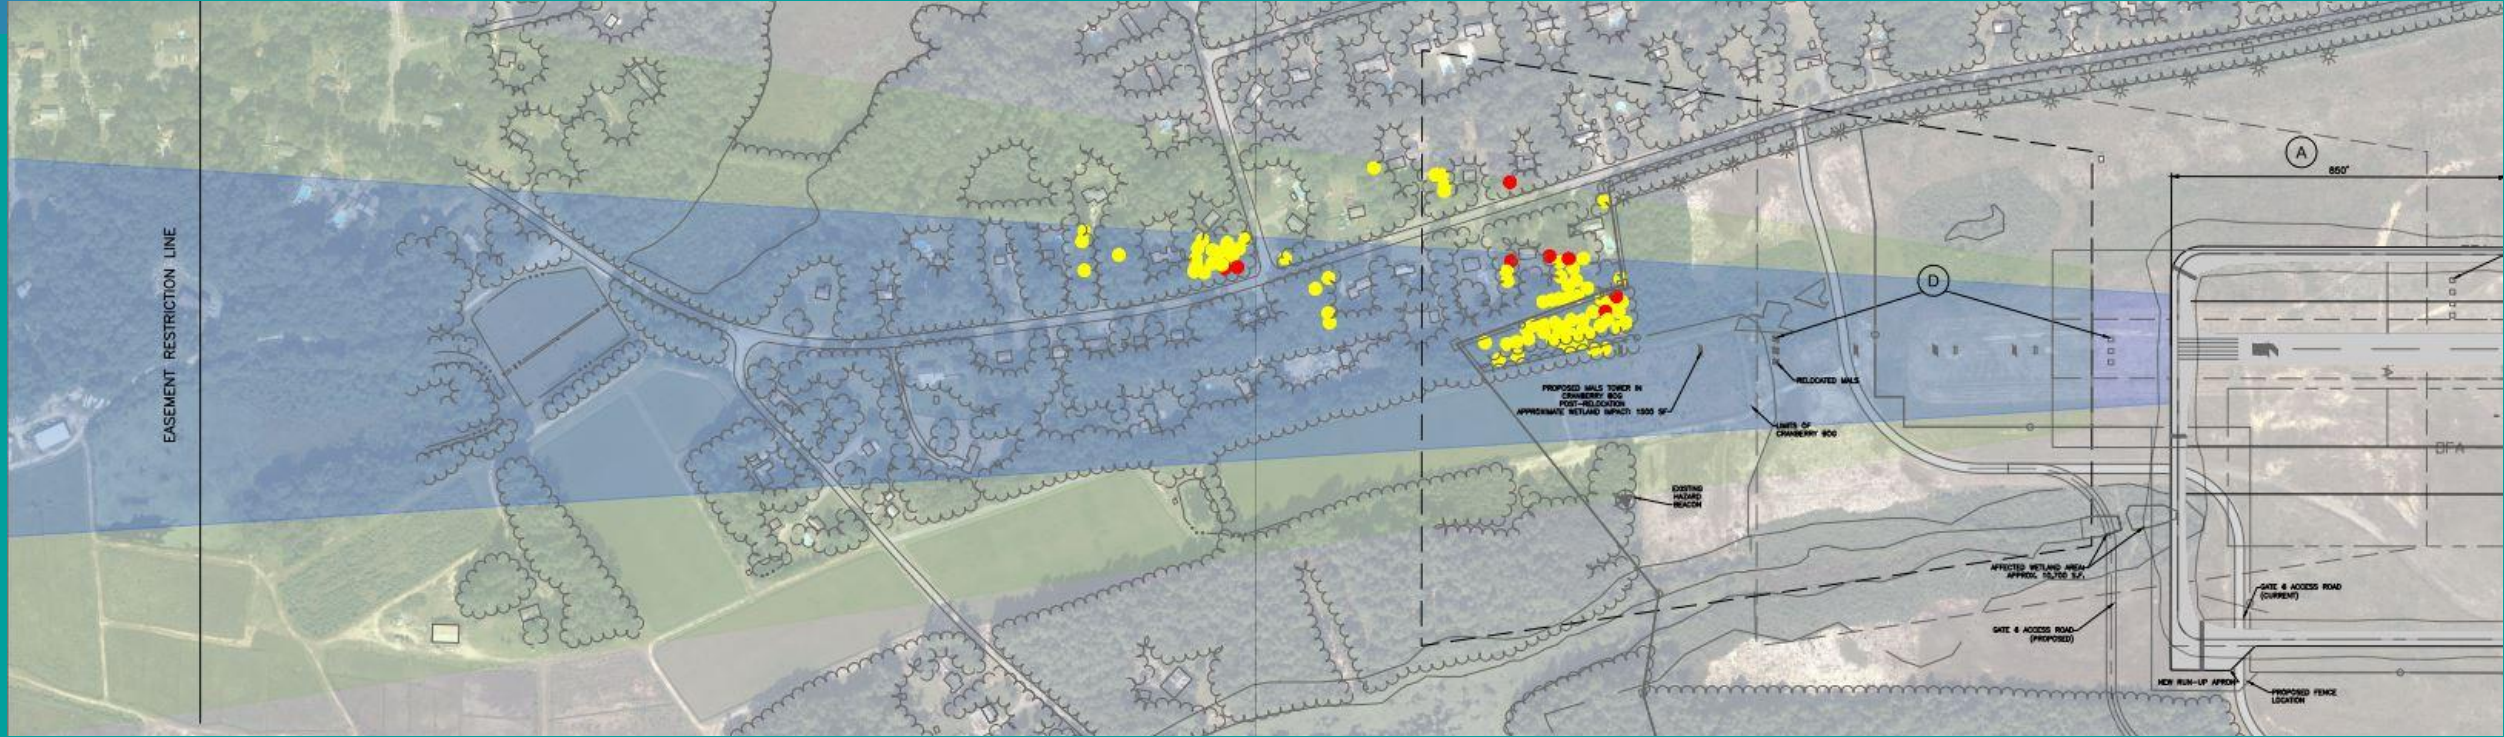 A
850'
EASEMENT RESTRICTION LINE
D
RELOCATED MALS
PROPOSED MALS TOWER IN
CRANBERRY BOG
POST-RELOCATION
APPROXIMATE WETLAND IMPACT: 1500 SF
LIMITS OF
CRANBERRY BOG
EXISTING
HAZARD
BEACON
AFFECTED WETLAND AREA:
APPROX. 10,700 S.F.
GATE 6 ACCESS ROAD
(CURRENT)
GATE 6 ACCESS ROAD
(PROPOSED)
NEW RUN-UP APRON
PROPOSED FENCE
LOCATION